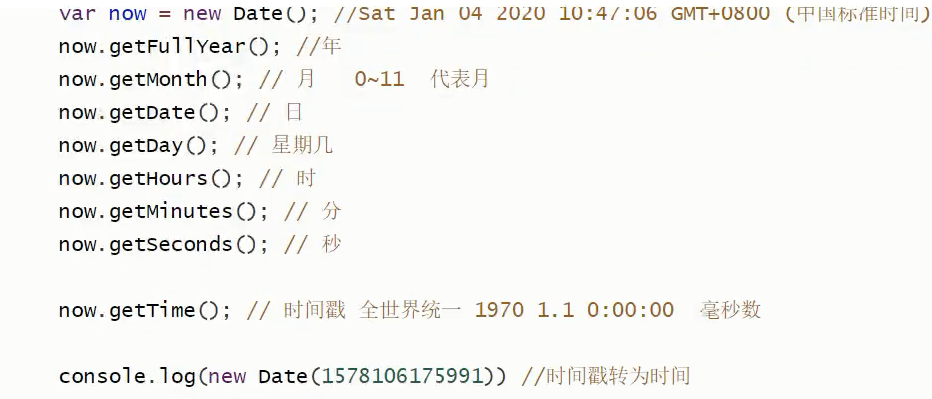 var now = new Date(); //Sat Jan 04 2020 10:47:06 GMT+0800 (中国标准时间)
now.getFullYear(); //年
now.getMonth(); // 月 0~11 代表月
now.getDate(); // 日
now.getDay(); // 星期几
now.getHours(); // 时
now.getMinutes(); // 分
now.getSeconds(); // 秒
now.getTime(); // 时间戳 全世界统一 1970 1.1 0:00:00 毫秒数
console.log(new Date(1578106175991)) //时间戳转为时间